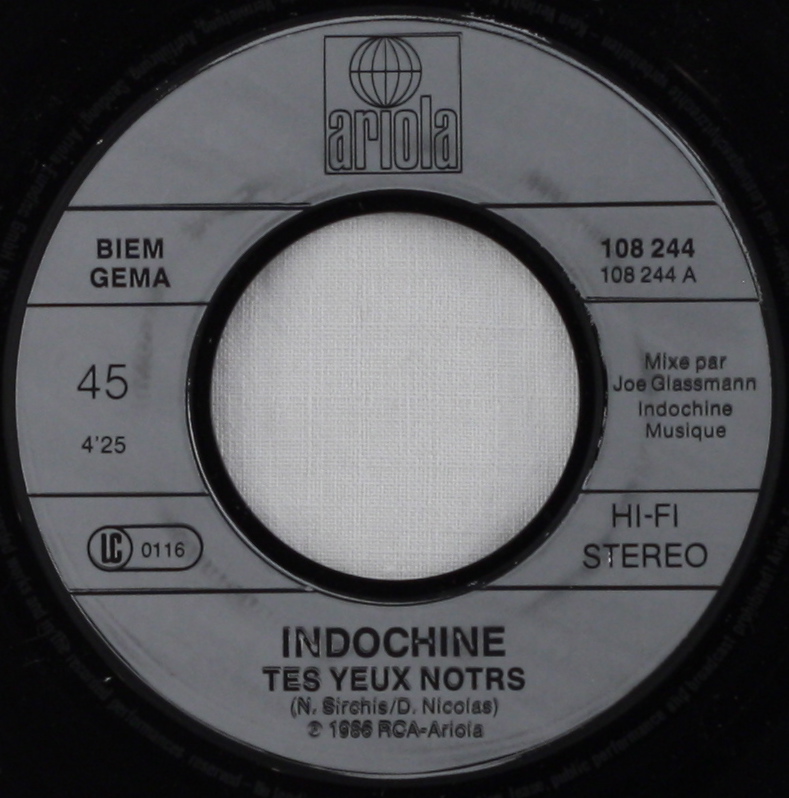 ariola
BIEM
GEMA
108 244
108 244 A
45
4'25
Mixe par
Joe Glassmann
Indochine
Musique
LC 0116
HI-FI
STEREO
INDOCHINE
TES YEUX NOTRS
(N. Sirchis/D. Nicolas)
℗ 1986 RCA-Ariola